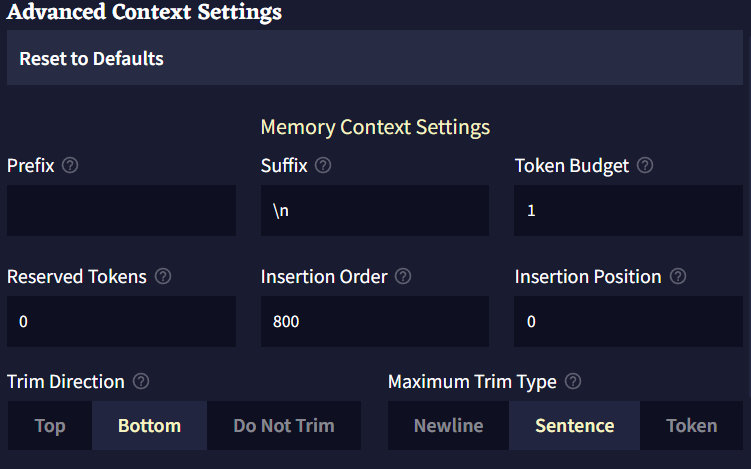 Advanced Context Settings
Reset to Defaults
Memory Context Settings
Prefix ? Suffix ? Token Budget ?
\n 1
Reserved Tokens ? Insertion Order ? Insertion Position ?
0 800 0
Trim Direction ? Maximum Trim Type ?
Top Bottom Do Not Trim Newline Sentence Token